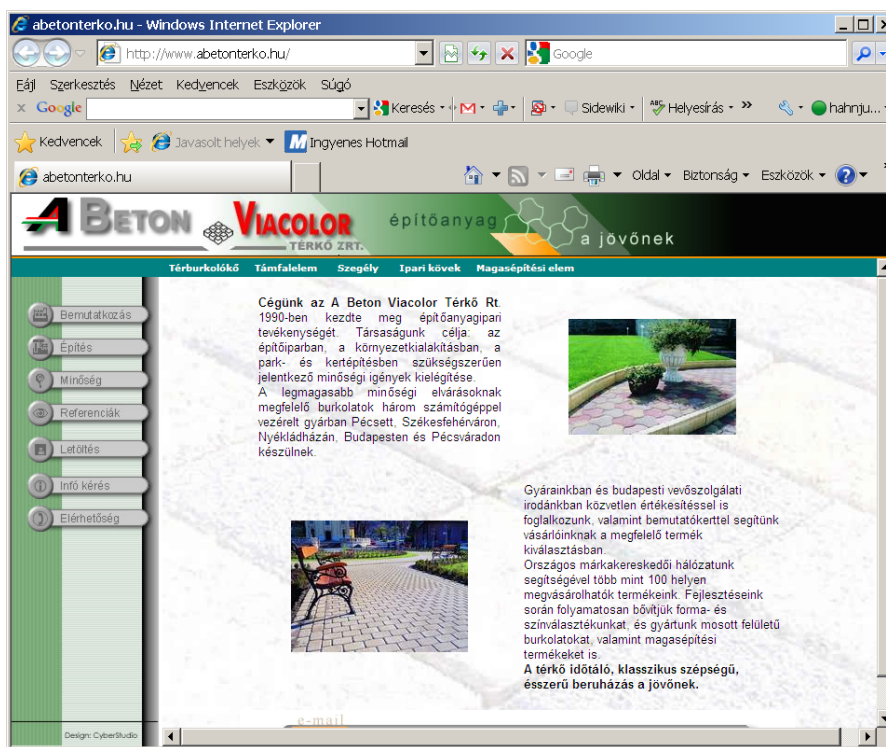 abetonterko.hu - Windows Internet Explorer
http://www.abetonterko.hu/
Google
Fájl Szerkesztés Nézet Kedvencek Eszközök Súgó
x Google Keresés Sidewiki Helyesírás » hahnju...
Kedvencek Javasolt helyek Ingyenes Hotmail
abetonterko.hu Oldal Biztonság Eszközök
A BETON VIACOLOR TÉRKŐ ZRT. építőanyag a jövőnek
Térburkolókő Támfalelem Szegély Ipari kövek Magasépítési elem
Bemutatkozás
Építés
Minőség
Referenciák
Letöltés
Infó kérés
Elérhetőség
Cégünk az A Beton Viacolor Térkő Rt.
1990-ben kezdte meg építőanyagipari
tevékenységét. Társaságunk célja: az
építőiparban, a környezetkialakításban, a
park- és kertépítésben szükségszerűen
jelentkező minőségi igények kielégítése.
A legmagasabb minőségi elvárásoknak
megfelelő burkolatok három számítógéppel
vezérelt gyárban Pécsett, Székesfehérváron,
Nyékládházán, Budapesten és Pécsváradon
készülnek.
Gyárainkban és budapesti vevőszolgálati
irodánkban közvetlen értékesítéssel is
foglalkozunk, valamint bemutatókerttel segítünk
vásárlóinknak a megfelelő termék
kiválasztásban.
Országos márkakereskedői hálózatunk
segítségével több mint 100 helyen
megvásárolhatók termékeink. Fejlesztéseink
során folyamatosan bővítjük forma- és
színválasztékunkat, és gyártunk mosott felületű
burkolatokat, valamint magasépítési
termékeket is.
A térkő időtáló, klasszikus szépségű,
ésszerű beruházás a jövőnek.
e-mail
Design: CyberStudio